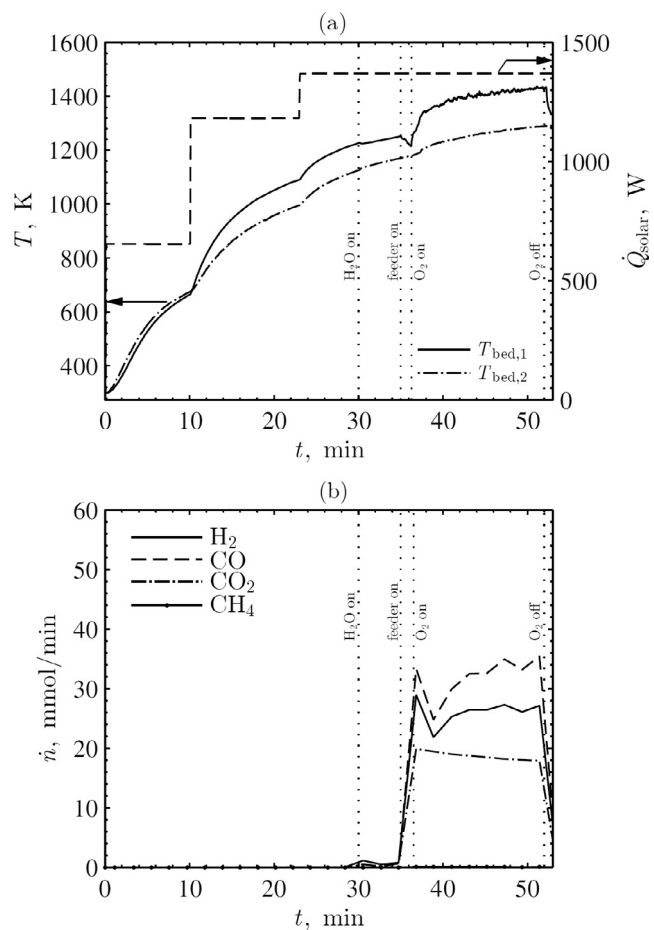 (a)
1600
1400
1200
1000
800
600
400
T, K
1500
1000
500
0
Q̇solar, W
H₂O on
feeder on
O₂ on
O₂ off
Tbed,1
Tbed,2
0
10
20
30
40
50
t, min
(b)
60
50
40
30
20
10
0
ṅ, mmol/min
H₂
CO
CO₂
CH₄
H₂O on
feeder on
O₂ on
O₂ off
0
10
20
30
40
50
t, min